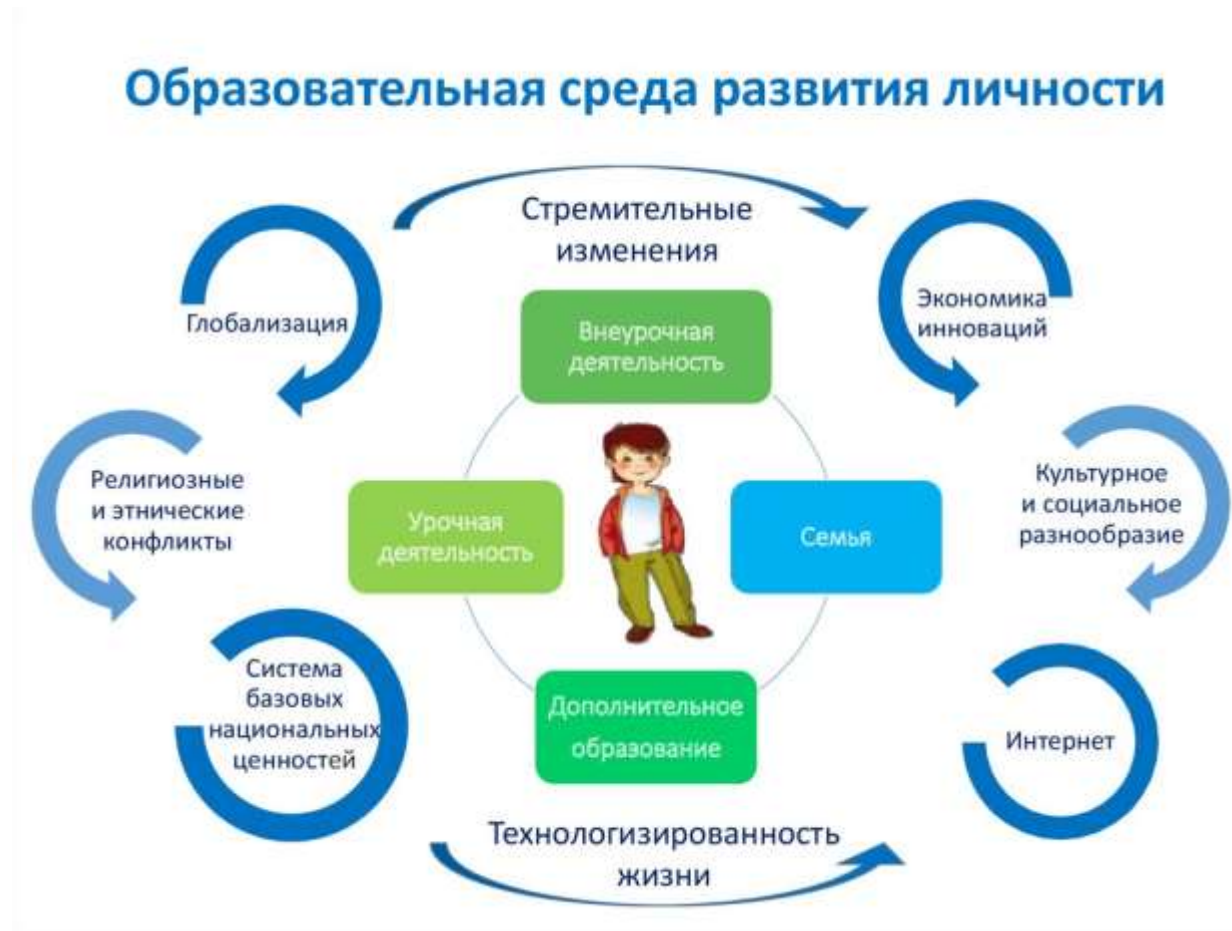 Образовательная среда развития личности
Стремительные
изменения
Глобализация
Экономика
инноваций
Внеурочная
деятельность
Религиозные
и этнические
конфликты
Урочная
деятельность
Семья
Культурное
и социальное
разнообразие
Система
базовых
национальных
ценностей
Дополнительное
образование
Интернет
Технологизированность
жизни